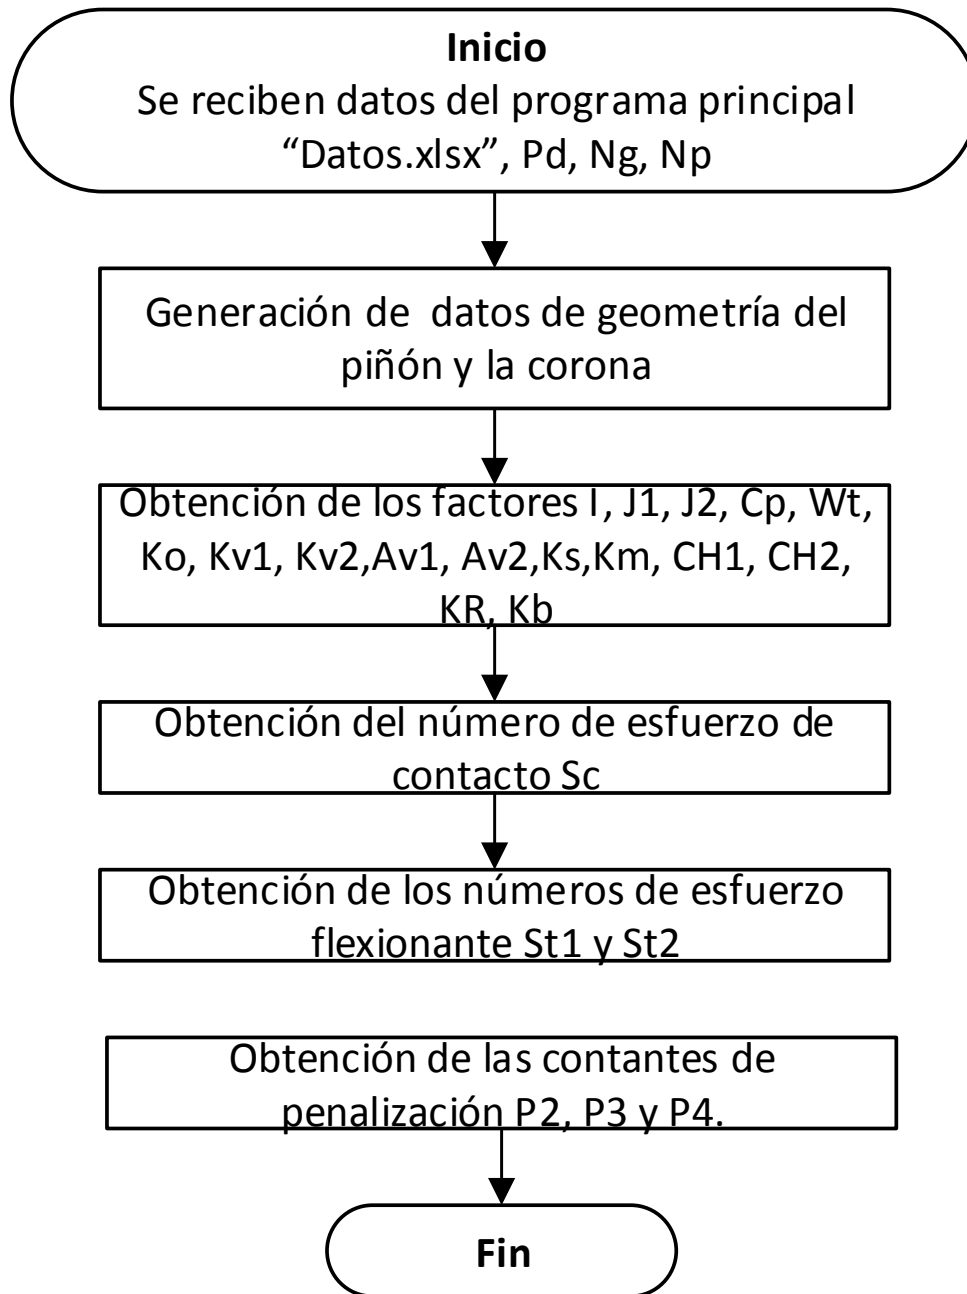 Inicio
Se reciben datos del programa principal
“Datos.xlsx”, Pd, Ng, Np
Generación de  datos de geometría del
piñón y la corona
Obtención de los factores I, J1, J2, Cp, Wt,
Ko, Kv1, Kv2,Av1, Av2,Ks,Km, CH1, CH2,
KR, Kb
Obtención del número de esfuerzo de
contacto Sc
Obtención de los números de esfuerzo
flexionante St1 y St2
Obtención de las contantes de
penalización P2, P3 y P4.
Fin